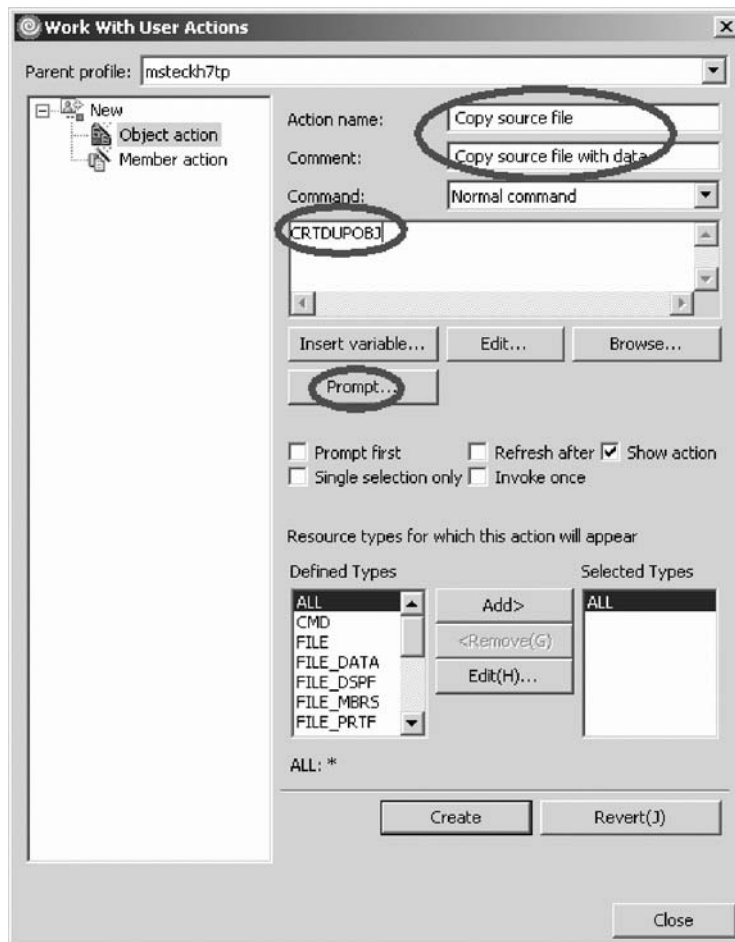 Work With User Actions
Parent profile: msteckh7tp
New
Object action
Member action
Action name: Copy source file
Comment: Copy source file with data
Command: Normal command
CRTDUPOBJ
Insert variable... Edit... Browse...
Prompt...
Prompt first Refresh after Show action
Single selection only Invoke once
Resource types for which this action will appear
Defined Types Selected Types
ALL Add> ALL
CMD
FILE <Remove(G)
FILE_DATA
FILE_DSPF Edit(H)...
FILE_MBRS
FILE_PRTF
ALL: *
Create Revert(J)
Close